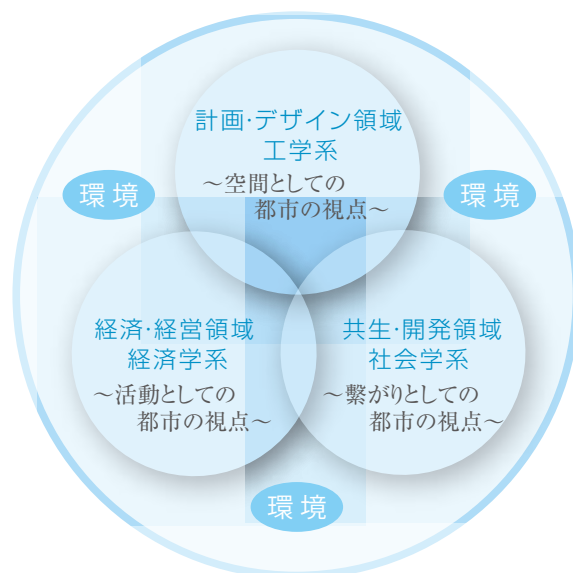 計画・デザイン領域
工学系
～空間としての
都市の視点～
環境
環境
経済・経営領域
経済学系
～活動としての
都市の視点～
共生・開発領域
社会学系
～繋がりとしての
都市の視点～
環境